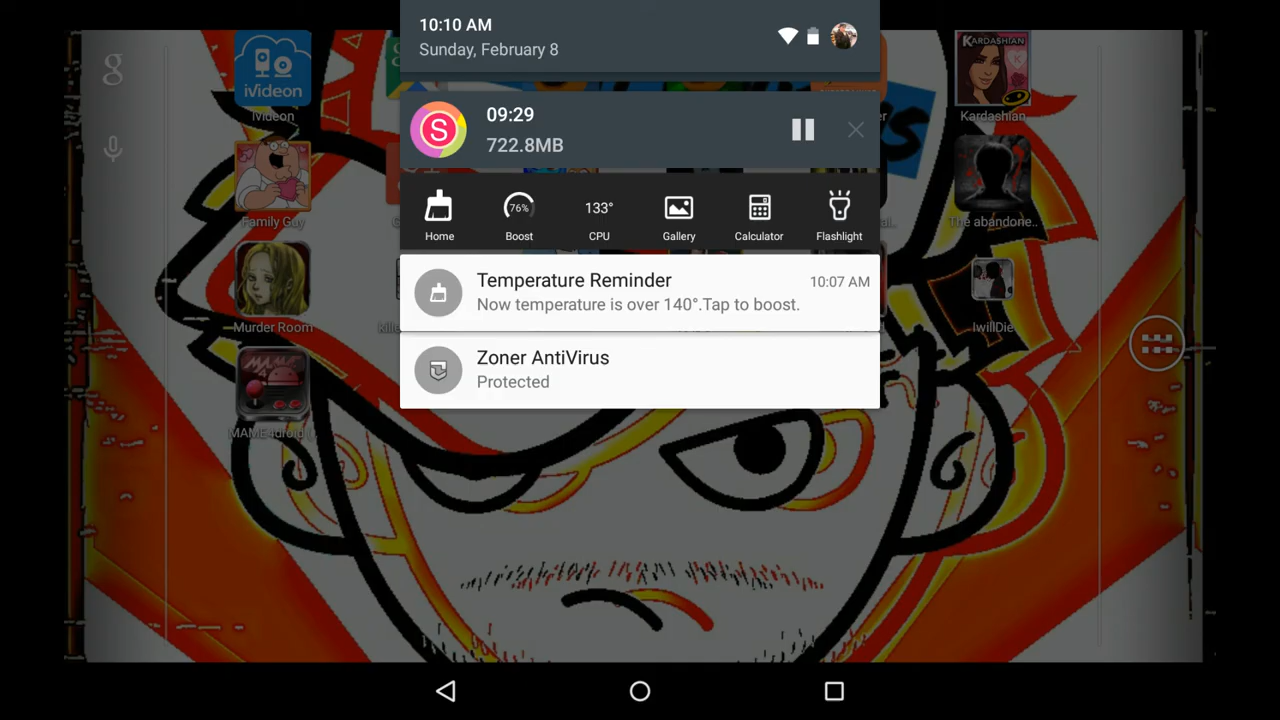 10:10 AM
Sunday, February 8
09:29
722.8MB
S
76%
133°
Home
Boost
CPU
Gallery
Calculator
Flashlight
Temperature Reminder
10:07 AM
Now temperature is over 140°.Tap to boost.
Zoner AntiVirus
Protected
g
iVideon
Ivideon
KARDASHIAN
Kardashian
Family Guy
The abandone..
Murder Room
IwillDie
MAME